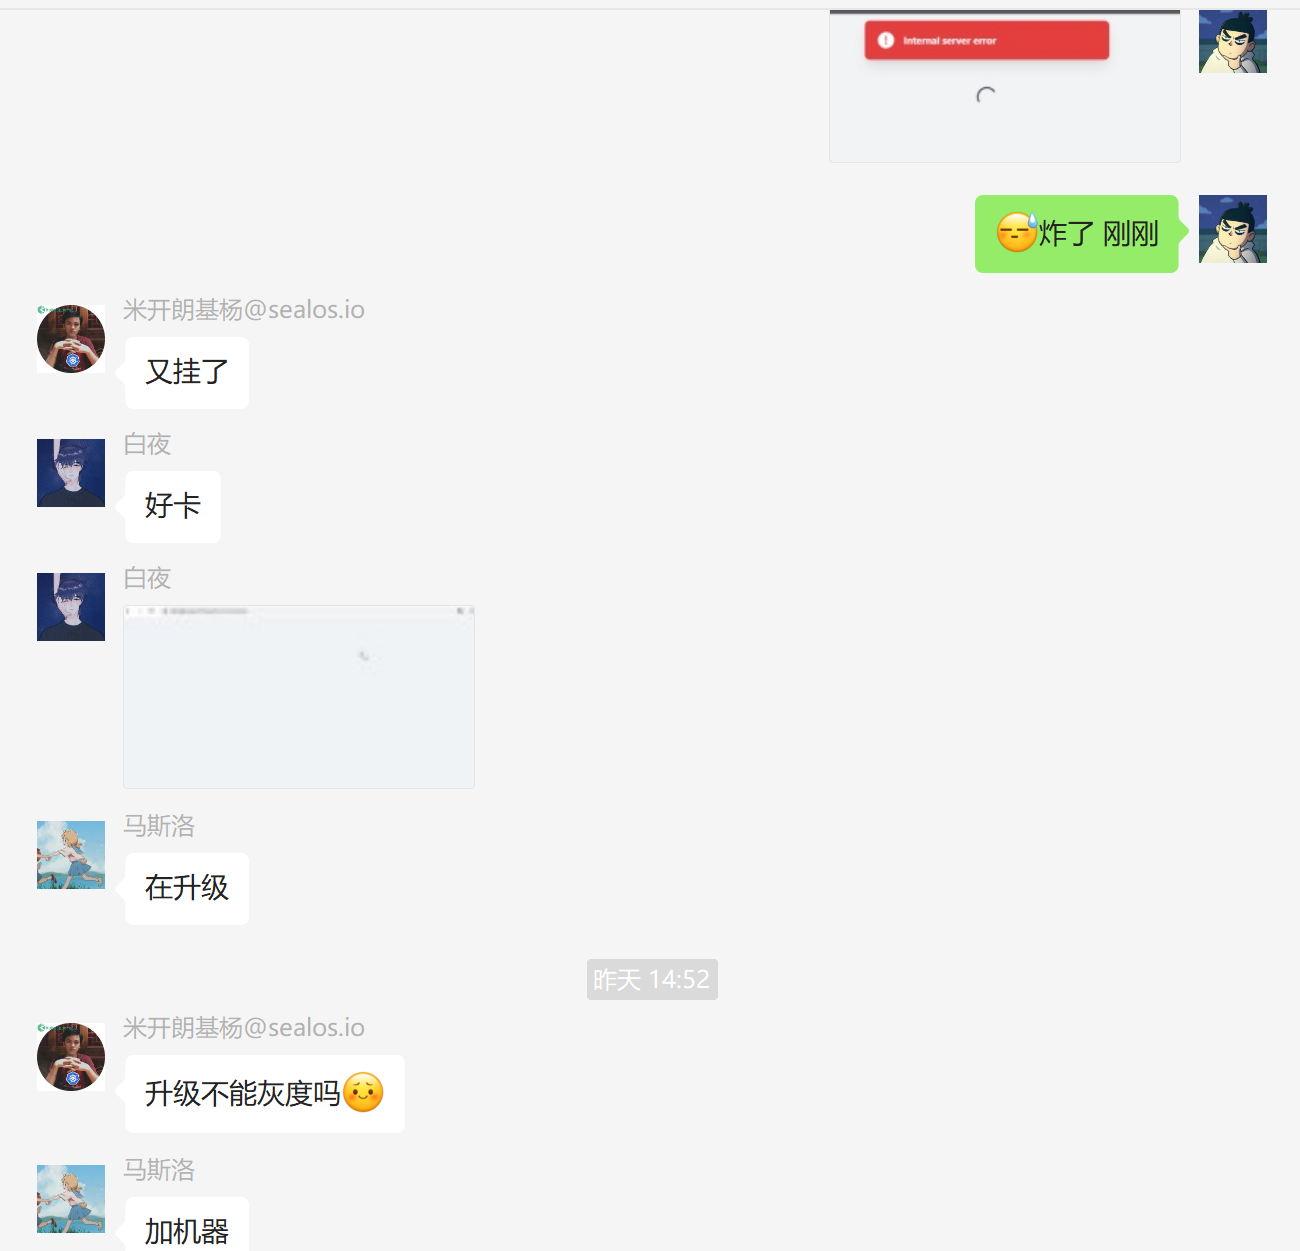 Internal server error
😓炸了 刚刚
米开朗基杨@sealos.io
又挂了
白夜
好卡
白夜
马斯洛
在升级
昨天 14:52
米开朗基杨@sealos.io
升级不能灰度吗☺️
马斯洛
加机器